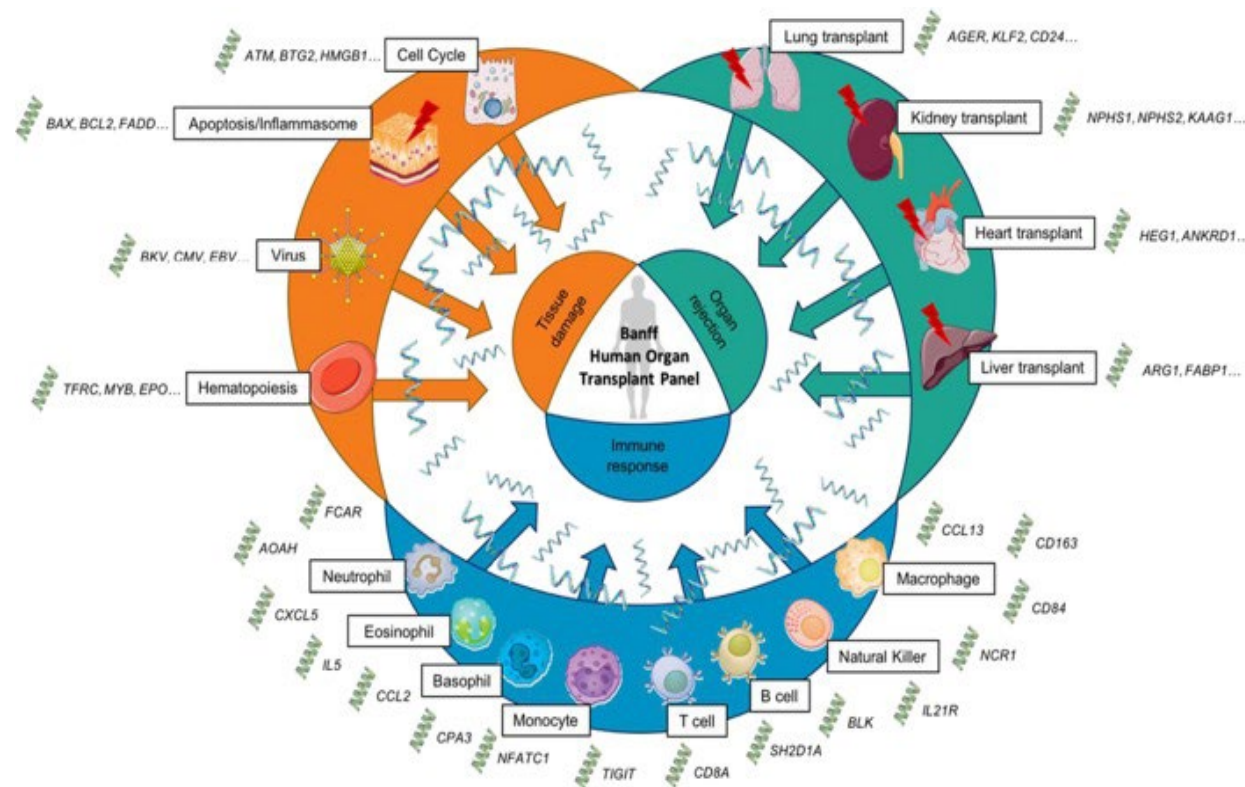 Lung transplant
AGER, KLF2, CD24...
ATM, BTG2, HMGB1...
Cell Cycle
BAX, BCL2, FADD...
Apoptosis/Inflammasome
Kidney transplant
NPHS1, NPHS2, KAAG1...
Heart transplant
HEG1, ANKRD1...
BKV, CMV, EBV...
Virus
Tissue
damage
Organ
rejection
Banff
Human Organ
Transplant Panel
Liver transplant
ARG1, FABP1...
TFRC, MYB, EPO...
Hematopoiesis
Immune
response
FCAR
AOAH
Neutrophil
CXCL5
Eosinophil
IL5
Basophil
CCL2
Monocyte
CPA3
NFATC1
TIGIT
T cell
CD8A
B cell
SH2D1A
BLK
Natural Killer
IL21R
NCR1
Macrophage
CD84
CCL13
CD163